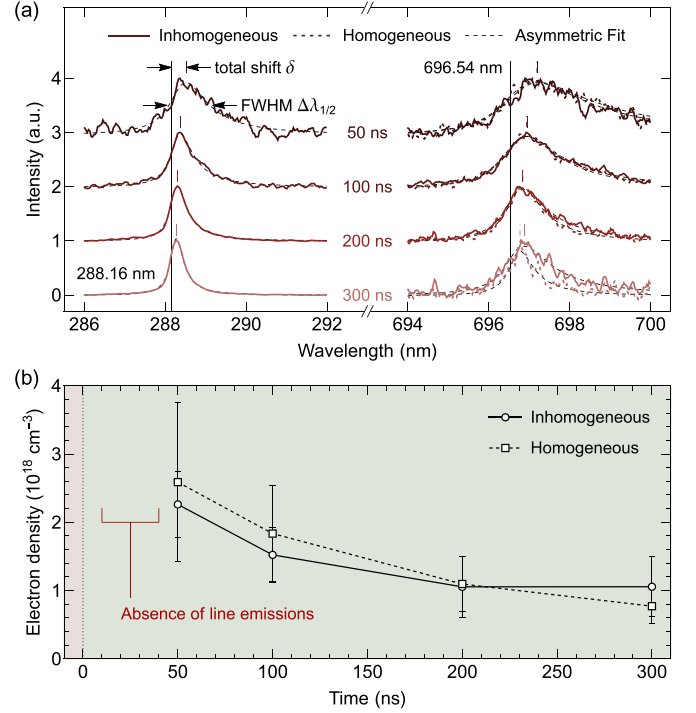 (a)
Inhomogeneous Homogeneous Asymmetric Fit
total shift δ
696.54 nm
FWHM Δλ1/2
50 ns
100 ns
200 ns
288.16 nm
300 ns
4
3
2
1
0
Intensity (a.u.)
286 288 290 292 694 696 698 700
Wavelength (nm)
(b)
Inhomogeneous
Homogeneous
Absence of line emissions
4
3
2
1
0
Electron density (10¹⁸ cm⁻³)
0 50 100 150 200 250 300
Time (ns)